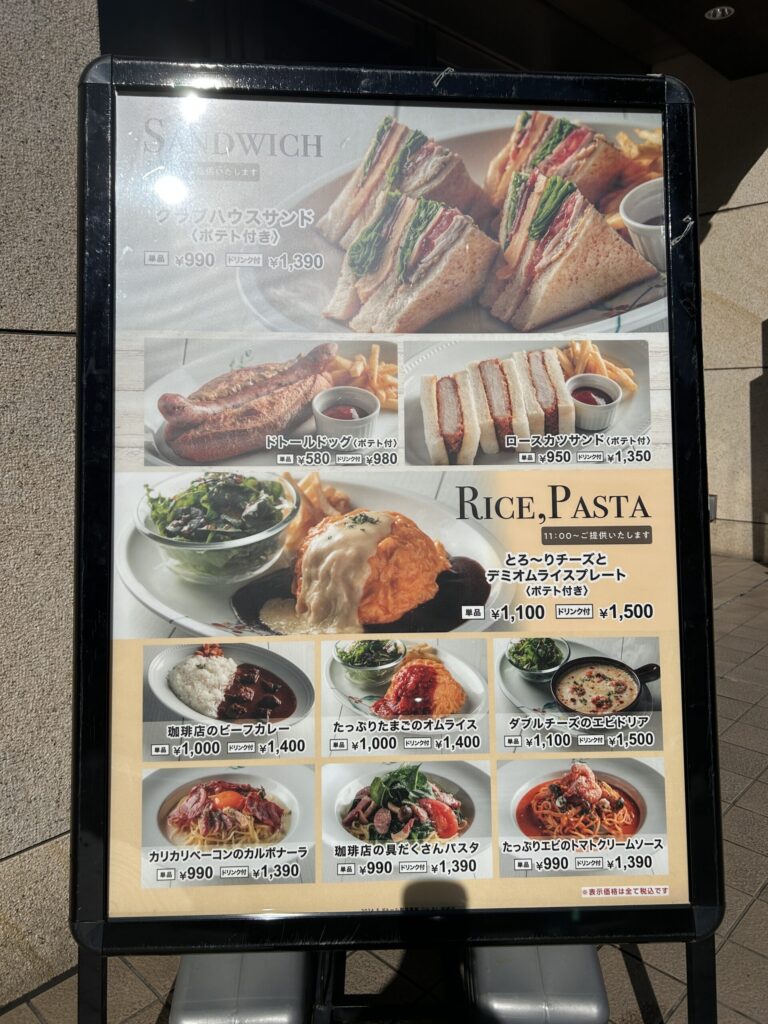 SANDWICH
品供いたします
クラブハウスサンド
〈ポテト付き〉
単品 ¥990 ドリンク付 ¥1,390
ドトールドッグ〈ポテト付〉
単品 ¥580 ドリンク付 ¥980
ロースカツサンド〈ポテト付〉
単品 ¥950 ドリンク付 ¥1,350
RICE,PASTA
11:00〜ご提供いたします
とろ〜りチーズと
デミオムライスプレート
〈ポテト付き〉
単品 ¥1,100 ドリンク付 ¥1,500
珈琲店のビーフカレー
単品 ¥1,000 ドリンク付 ¥1,400
たっぷりたまごのオムライス
単品 ¥1,000 ドリンク付 ¥1,400
ダブルチーズのエビドリア
単品 ¥1,100 ドリンク付 ¥1,500
カリカリベーコンのカルボナーラ
単品 ¥990 ドリンク付 ¥1,390
珈琲店の具だくさんパスタ
単品 ¥990 ドリンク付 ¥1,390
たっぷりエビのトマトクリームソース
単品 ¥990 ドリンク付 ¥1,390
※表示価格は全て税込です